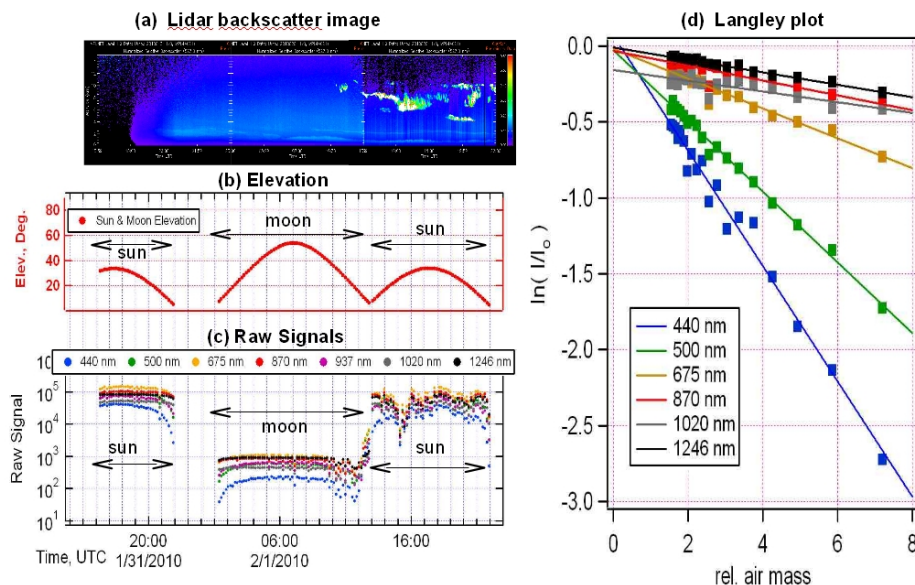 (a) Lidar backscatter image
(b) Elevation
80
60
40
20
Elev., Deg.
Sun & Moon Elevation
sun
moon
sun
(c) Raw Signals
440 nm 500 nm 675 nm 870 nm 937 nm 1020 nm 1246 nm
10⁵
10⁴
10³
10²
10¹
Raw Signal
sun
moon
sun
20:00 06:00 16:00
Time, UTC 1/31/2010 2/1/2010
(d) Langley plot
0.0
-0.5
-1.0
-1.5
-2.0
-2.5
-3.0
ln( I/I₀ )
440 nm
500 nm
675 nm
870 nm
1020 nm
1246 nm
0 2 4 6 8
rel. air mass